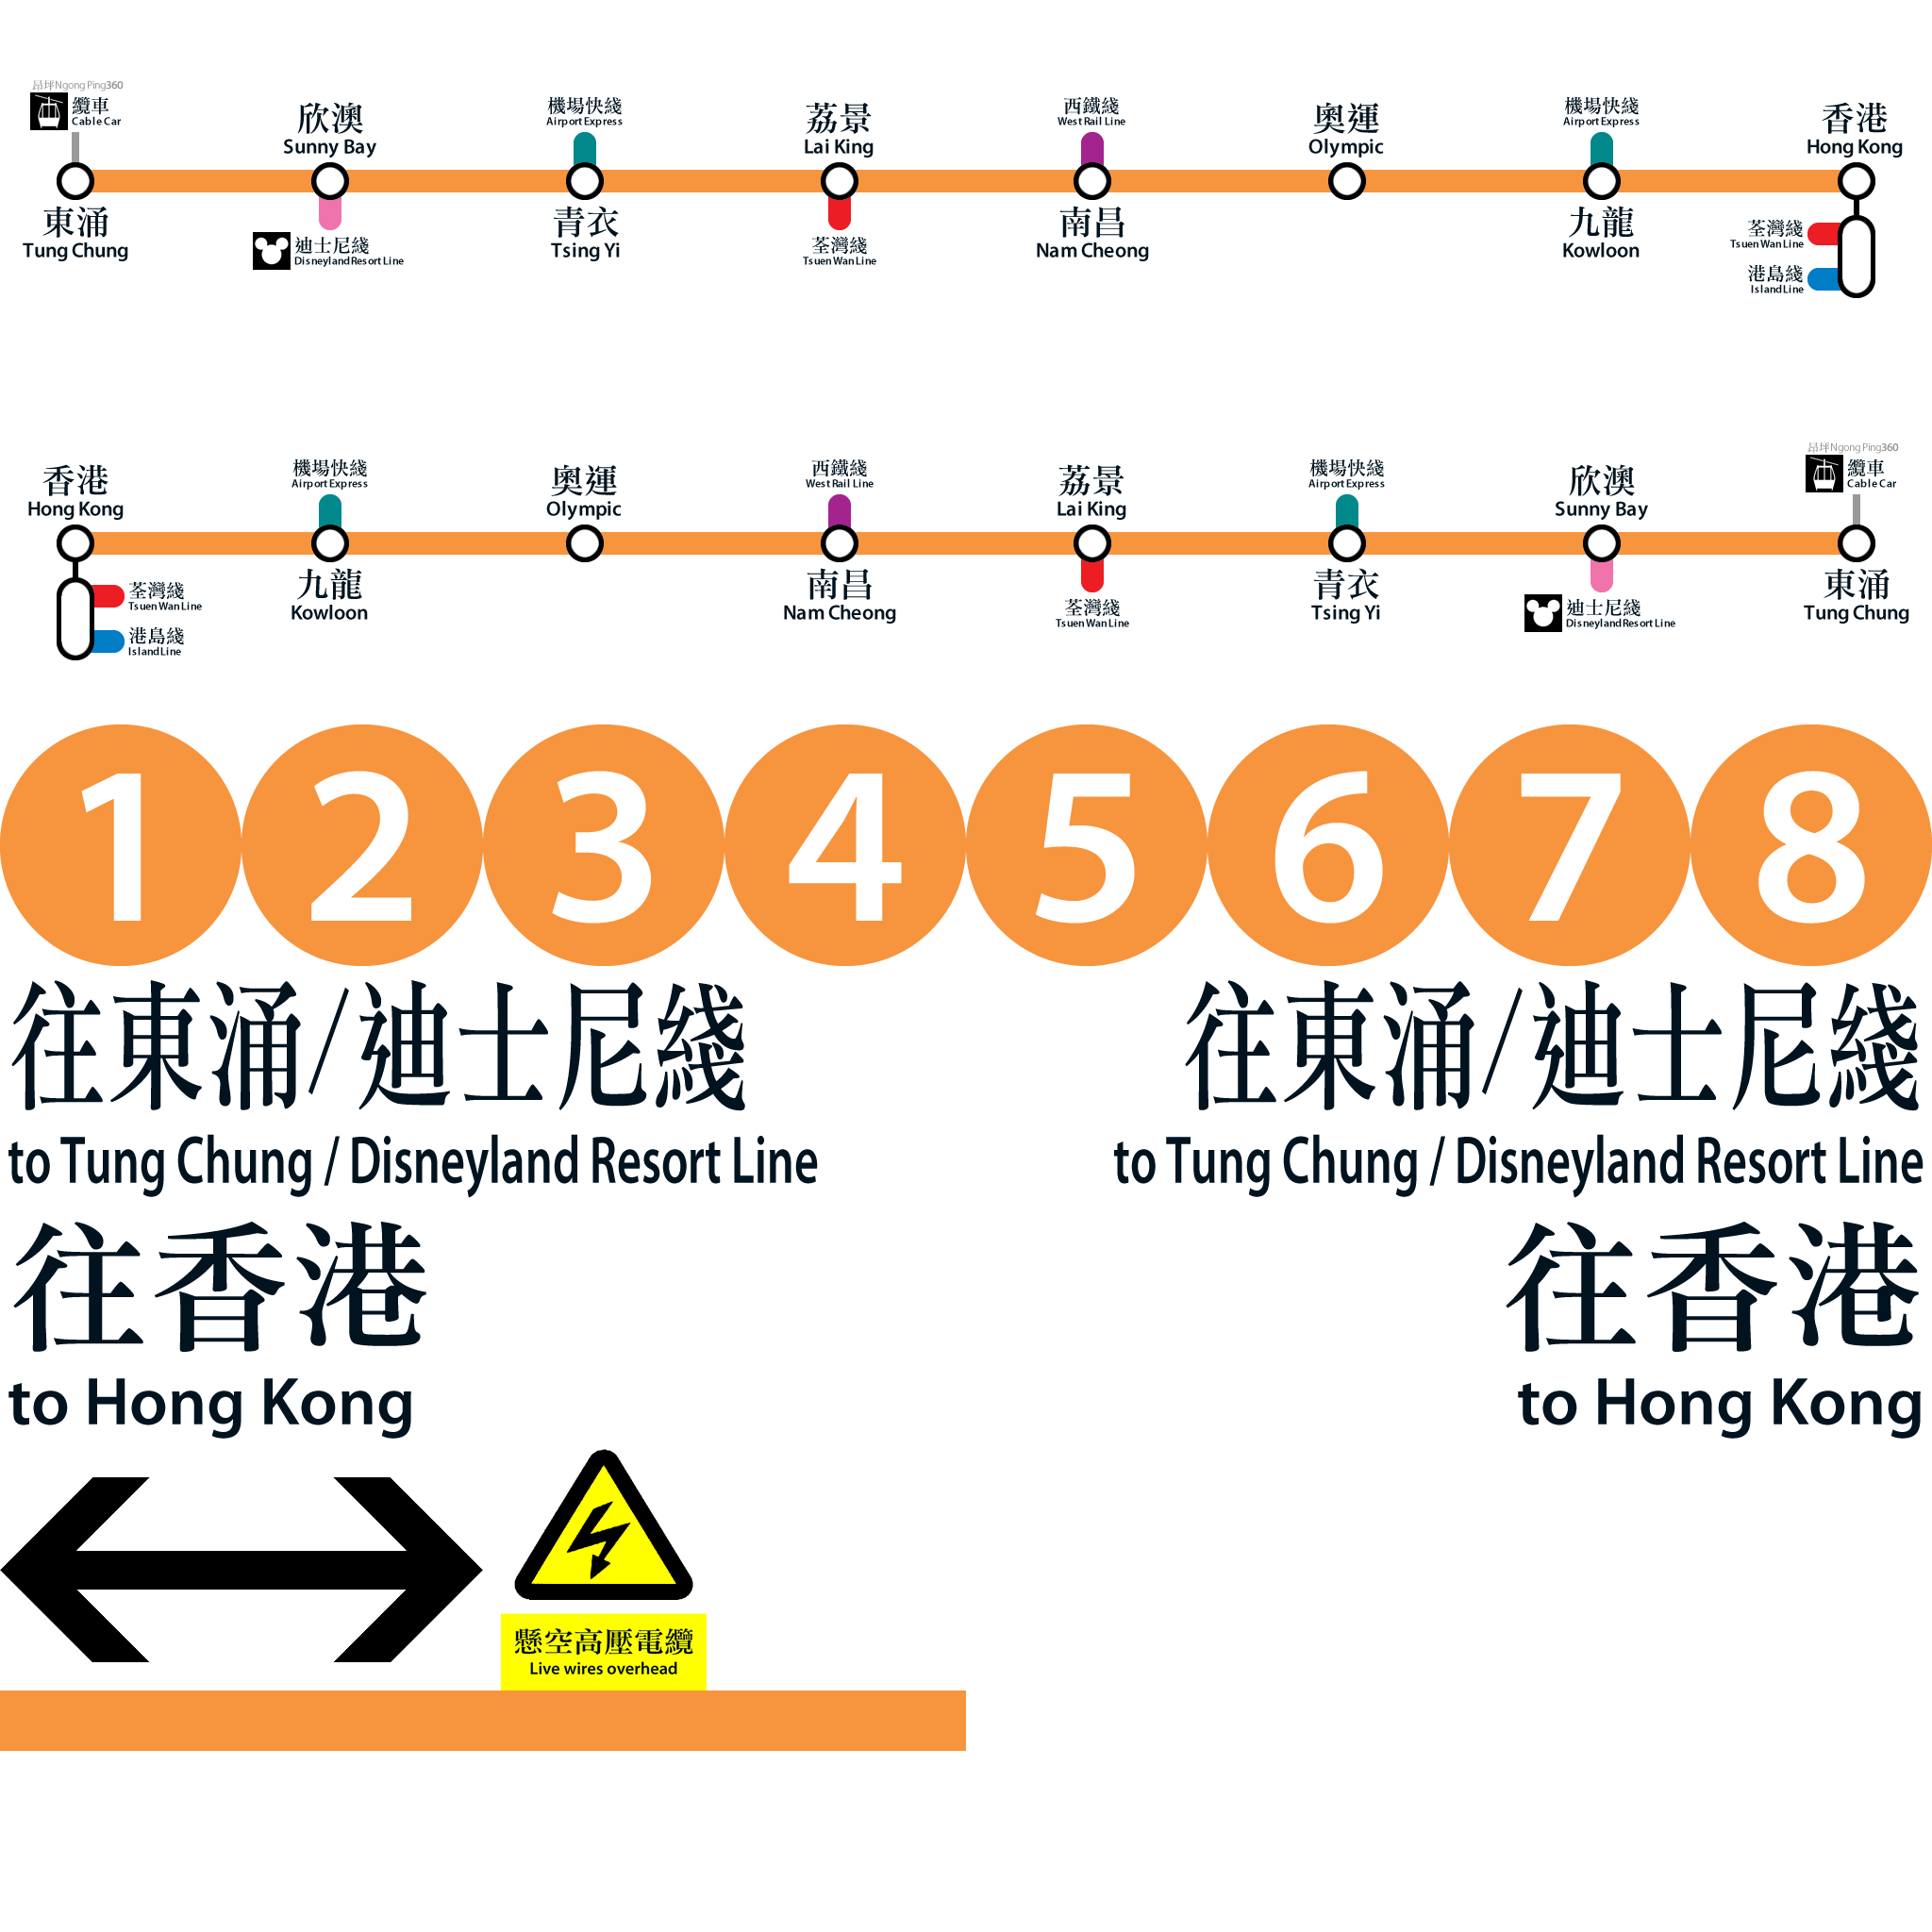 昂坪Ngong Ping360
纜車
Cable Car
東涌
Tung Chung
欣澳
Sunny Bay
迪士尼綫
Disneyland Resort Line
機場快綫
Airport Express
青衣
Tsing Yi
荔景
Lai King
荃灣綫
Tsuen Wan Line
西鐵綫
West Rail Line
南昌
Nam Cheong
奧運
Olympic
機場快綫
Airport Express
九龍
Kowloon
香港
Hong Kong
荃灣綫
Tsuen Wan Line
港島綫
Island Line
香港
Hong Kong
荃灣綫
Tsuen Wan Line
港島綫
Island Line
機場快綫
Airport Express
九龍
Kowloon
奧運
Olympic
西鐵綫
West Rail Line
南昌
Nam Cheong
荔景
Lai King
荃灣綫
Tsuen Wan Line
機場快綫
Airport Express
青衣
Tsing Yi
欣澳
Sunny Bay
迪士尼綫
Disneyland Resort Line
昂坪Ngong Ping360
纜車
Cable Car
東涌
Tung Chung
1 2 3 4 5 6 7 8
往東涌/迪士尼綫
to Tung Chung / Disneyland Resort Line
往東涌/迪士尼綫
to Tung Chung / Disneyland Resort Line
往香港
to Hong Kong
往香港
to Hong Kong
懸空高壓電纜
Live wires overhead